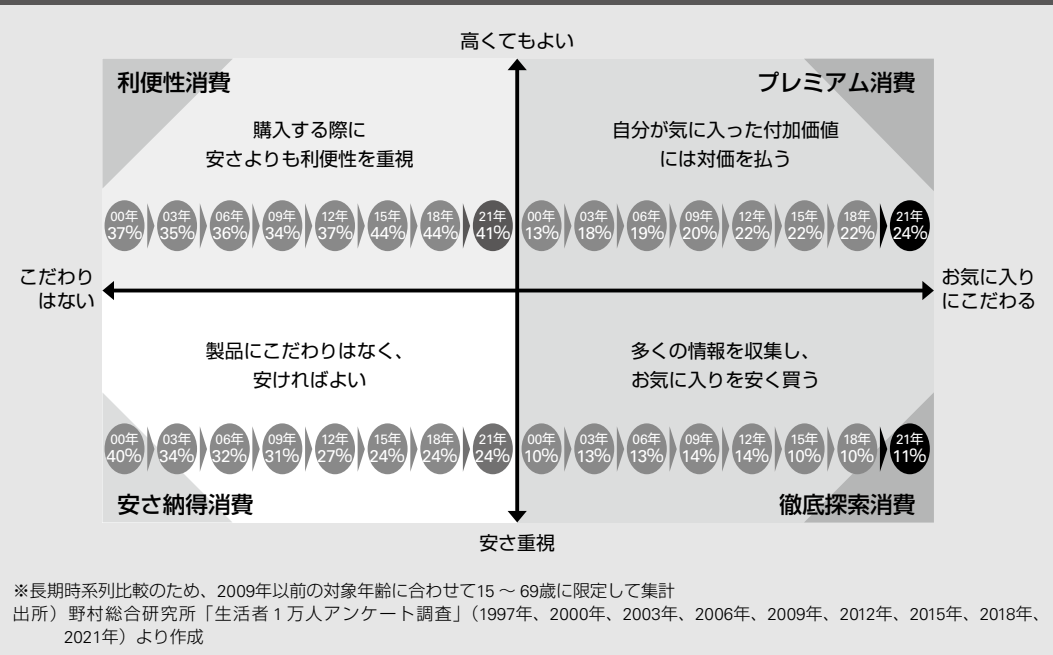 高くてもよい
利便性消費
購入する際に
安さよりも利便性を重視
00年 03年 06年 09年 12年 15年 18年 21年
37% 35% 36% 34% 37% 44% 44% 41%
プレミアム消費
自分が気に入った付加価値
には対価を払う
00年 03年 06年 09年 12年 15年 18年 21年
13% 18% 19% 20% 22% 22% 22% 24%
こだわり
はない
お気に入り
にこだわる
製品にこだわりはなく、
安ければよい
00年 03年 06年 09年 12年 15年 18年 21年
40% 34% 32% 31% 27% 24% 24% 24%
安さ納得消費
多くの情報を収集し、
お気に入りを安く買う
00年 03年 06年 09年 12年 15年 18年 21年
10% 13% 13% 14% 14% 10% 10% 11%
徹底探索消費
安さ重視
※長期時系列比較のため、2009年以前の対象年齢に合わせて15 ～ 69歳に限定して集計
出所）野村総合研究所「生活者1万人アンケート調査」（1997年、2000年、2003年、2006年、2009年、2012年、2015年、2018年、
2021年）より作成